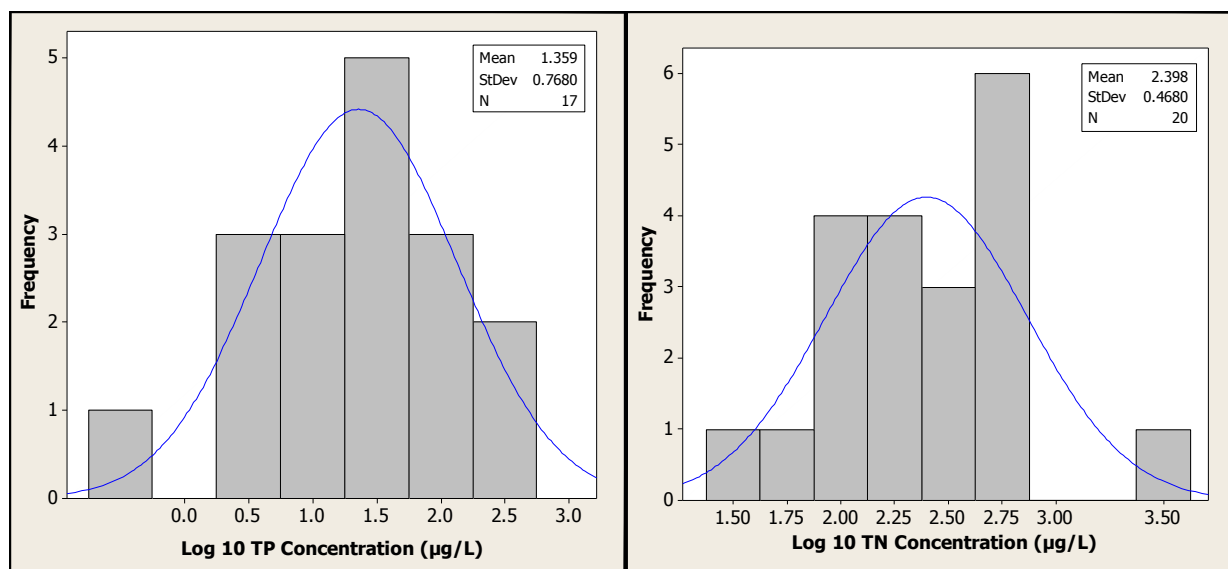 5
4
3
2
1
0
Frequency
Mean 1.359
StDev 0.7680
N 17
0.0 0.5 1.0 1.5 2.0 2.5 3.0
Log 10 TP Concentration (µg/L)
6
5
4
3
2
1
0
Frequency
Mean 2.398
StDev 0.4680
N 20
1.50 1.75 2.00 2.25 2.50 2.75 3.00 3.50
Log 10 TN Concentration (µg/L)